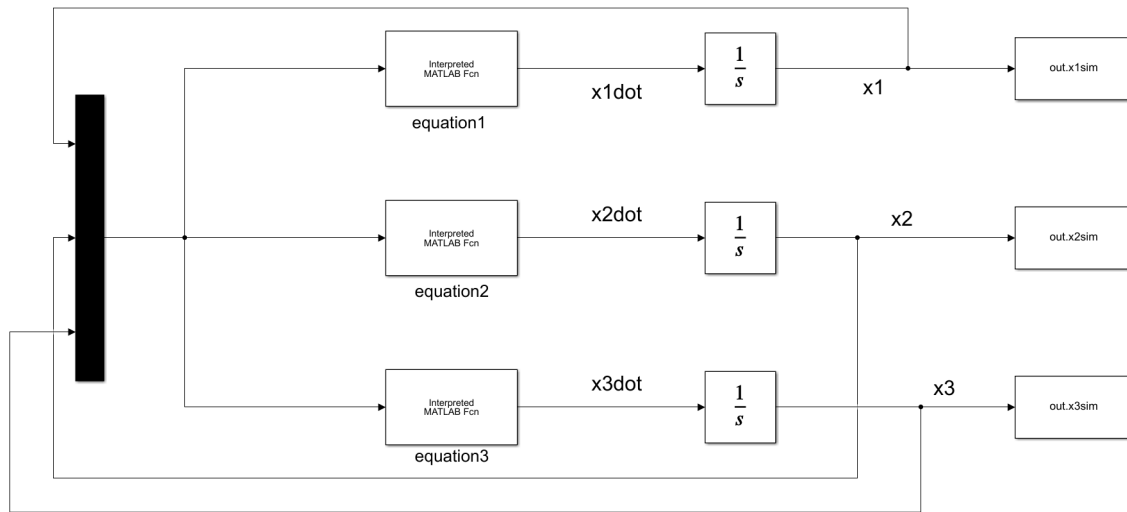 Interpreted
MATLAB Fcn
equation1
x1dot
1
s
x1
out.x1sim
Interpreted
MATLAB Fcn
equation2
x2dot
1
s
x2
out.x2sim
Interpreted
MATLAB Fcn
equation3
x3dot
1
s
x3
out.x3sim